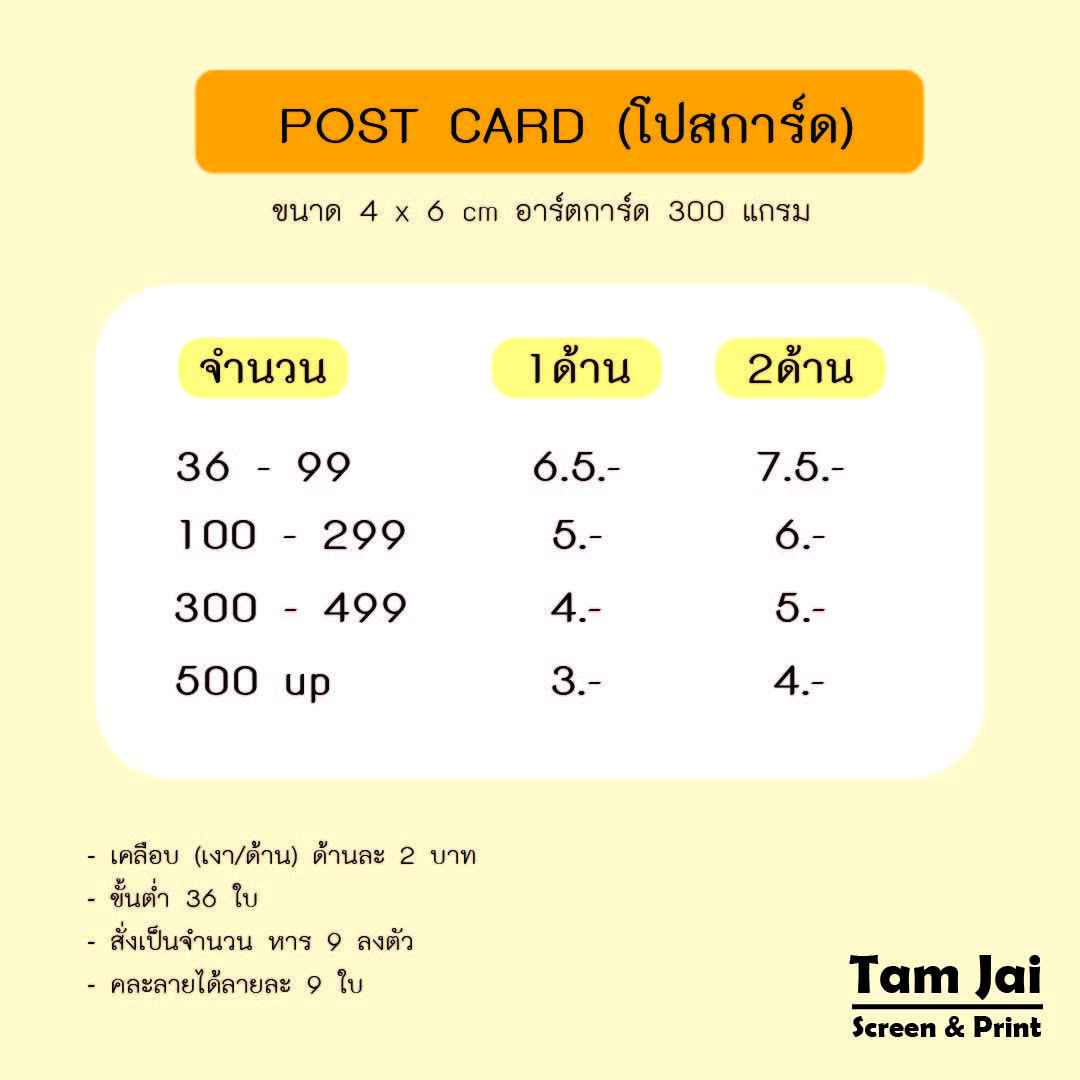 POST CARD (โปสการ์ด)
ขนาด 4 x 6 cm อาร์ตการ์ด 300 แกรม
จำนวน 1ด้าน 2ด้าน
36 - 99 6.5.- 7.5.-
100 - 299 5.- 6.-
300 - 499 4.- 5.-
500 up 3.- 4.-
- เคลือบ (เงา/ด้าน) ด้านละ 2 บาท
- ขั้นต่ำ 36 ใบ
- สั่งเป็นจำนวน หาร 9 ลงตัว
- คละลายได้ลายละ 9 ใบ
Tam Jai
Screen & Print